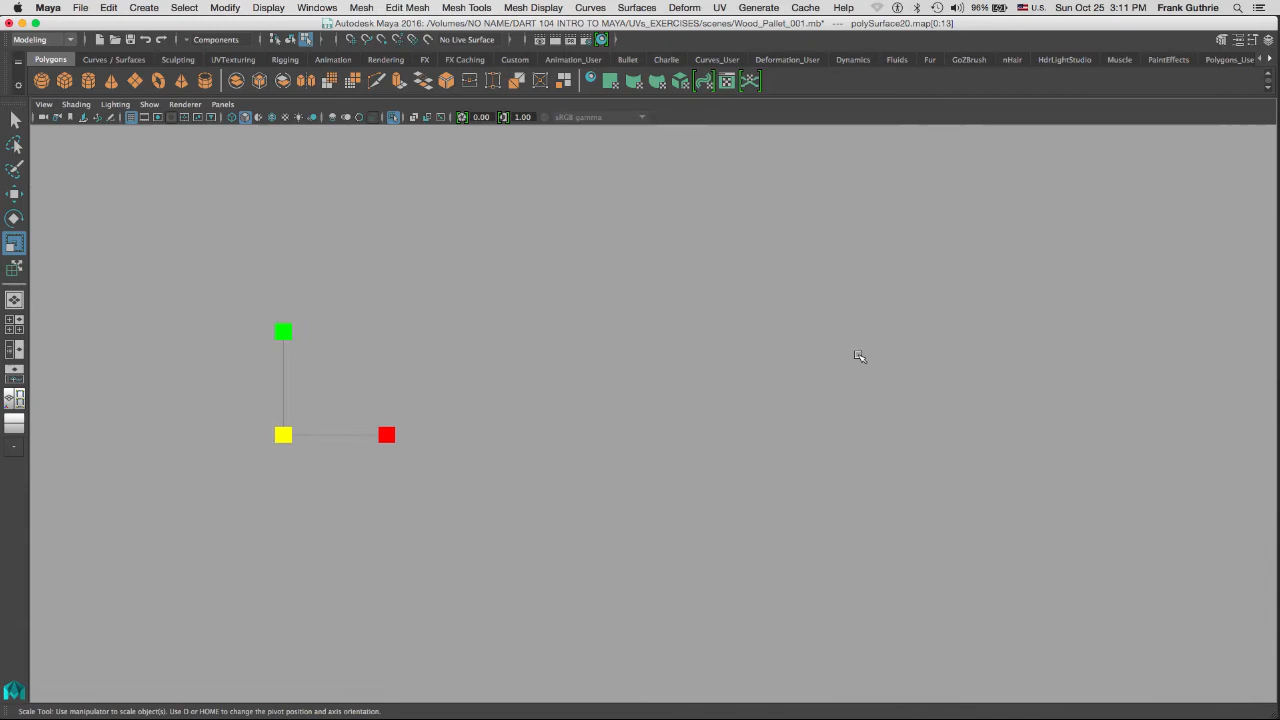 Maya File Edit Create Select Modify Display Windows Mesh Edit Mesh Mesh Tools Mesh Display Curves Surfaces Deform UV Generate Cache Help 96% U.S. Sun Oct 25 3:11 PM Frank Guthrie
Autodesk Maya 2016: /Volumes/NO NAME/DART 104 INTRO TO MAYA/UVs_EXERCISES/scenes/Wood_Pallet_001.mb* --- polySurface20.map[0:13]
Modeling Components No Live Surface
Polygons Curves / Surfaces Sculpting UVTexturing Rigging Animation Rendering FX FX Caching Custom Animation_User Bullet Charlie Curves_User Deformation_User Dynamics Fluids Fur GoZBrush nHair HdrLightStudio Muscle PaintEffects Polygons_Use
View Shading Lighting Show Renderer Panels
0.00 1.00 sRGB gamma
Scale Tool: Use manipulator to scale object(s). Use D or HOME to change the pivot position and axis orientation.